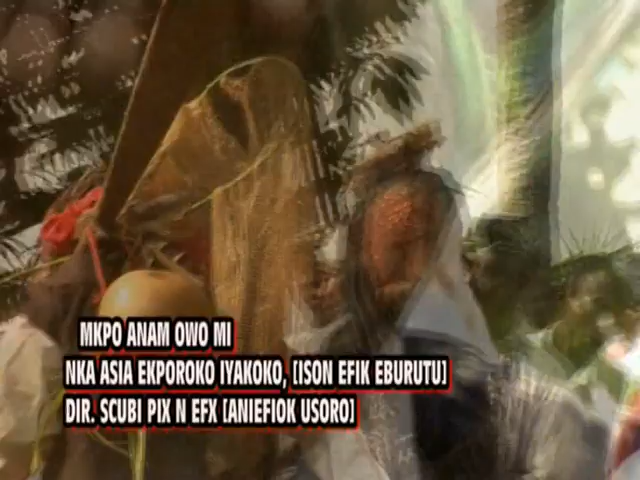 MKPO ANAM OWO MI
NKA ASIA EKPOROKO IYAKOKO, [ISON EFIK EBURUTU]
DIR. SCUBI PIX N EFX [ANIEFIOK USORO]